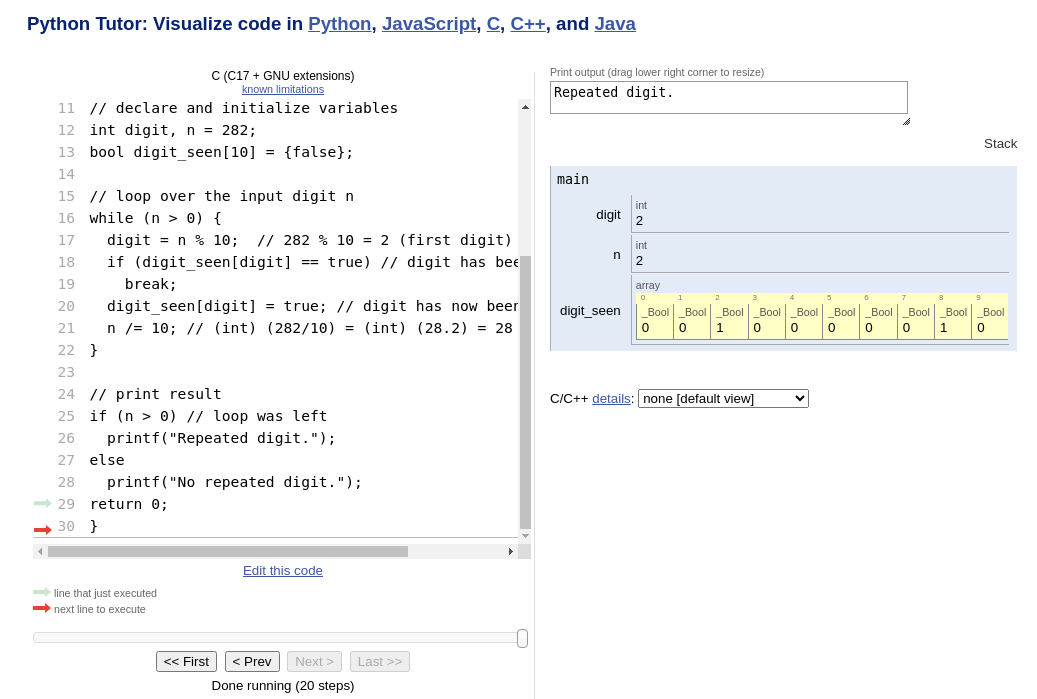 Python Tutor: Visualize code in Python, JavaScript, C, C++, and Java
C (C17 + GNU extensions)
known limitations
11 // declare and initialize variables
12 int digit, n = 282;
13 bool digit_seen[10] = {false};
14
15 // loop over the input digit n
16 while (n > 0) {
17   digit = n % 10;  // 282 % 10 = 2 (first digit)
18   if (digit_seen[digit] == true) // digit has bee
19     break;
20   digit_seen[digit] = true; // digit has now been
21   n /= 10; // (int) (282/10) = (int) (28.2) = 28
22 }
23
24 // print result
25 if (n > 0) // loop was left
26   printf("Repeated digit.");
27 else
28   printf("No repeated digit.");
29 return 0;
30 }
Edit this code
line that just executed
next line to execute
<< First < Prev Next > Last >>
Done running (20 steps)
Print output (drag lower right corner to resize)
Repeated digit.
Stack
main
digit int 2
n int 2
digit_seen array
0 1 2 3 4 5 6 7 8 9
_Bool _Bool _Bool _Bool _Bool _Bool _Bool _Bool _Bool _Bool
0 0 1 0 0 0 0 0 1 0
C/C++ details: none [default view]